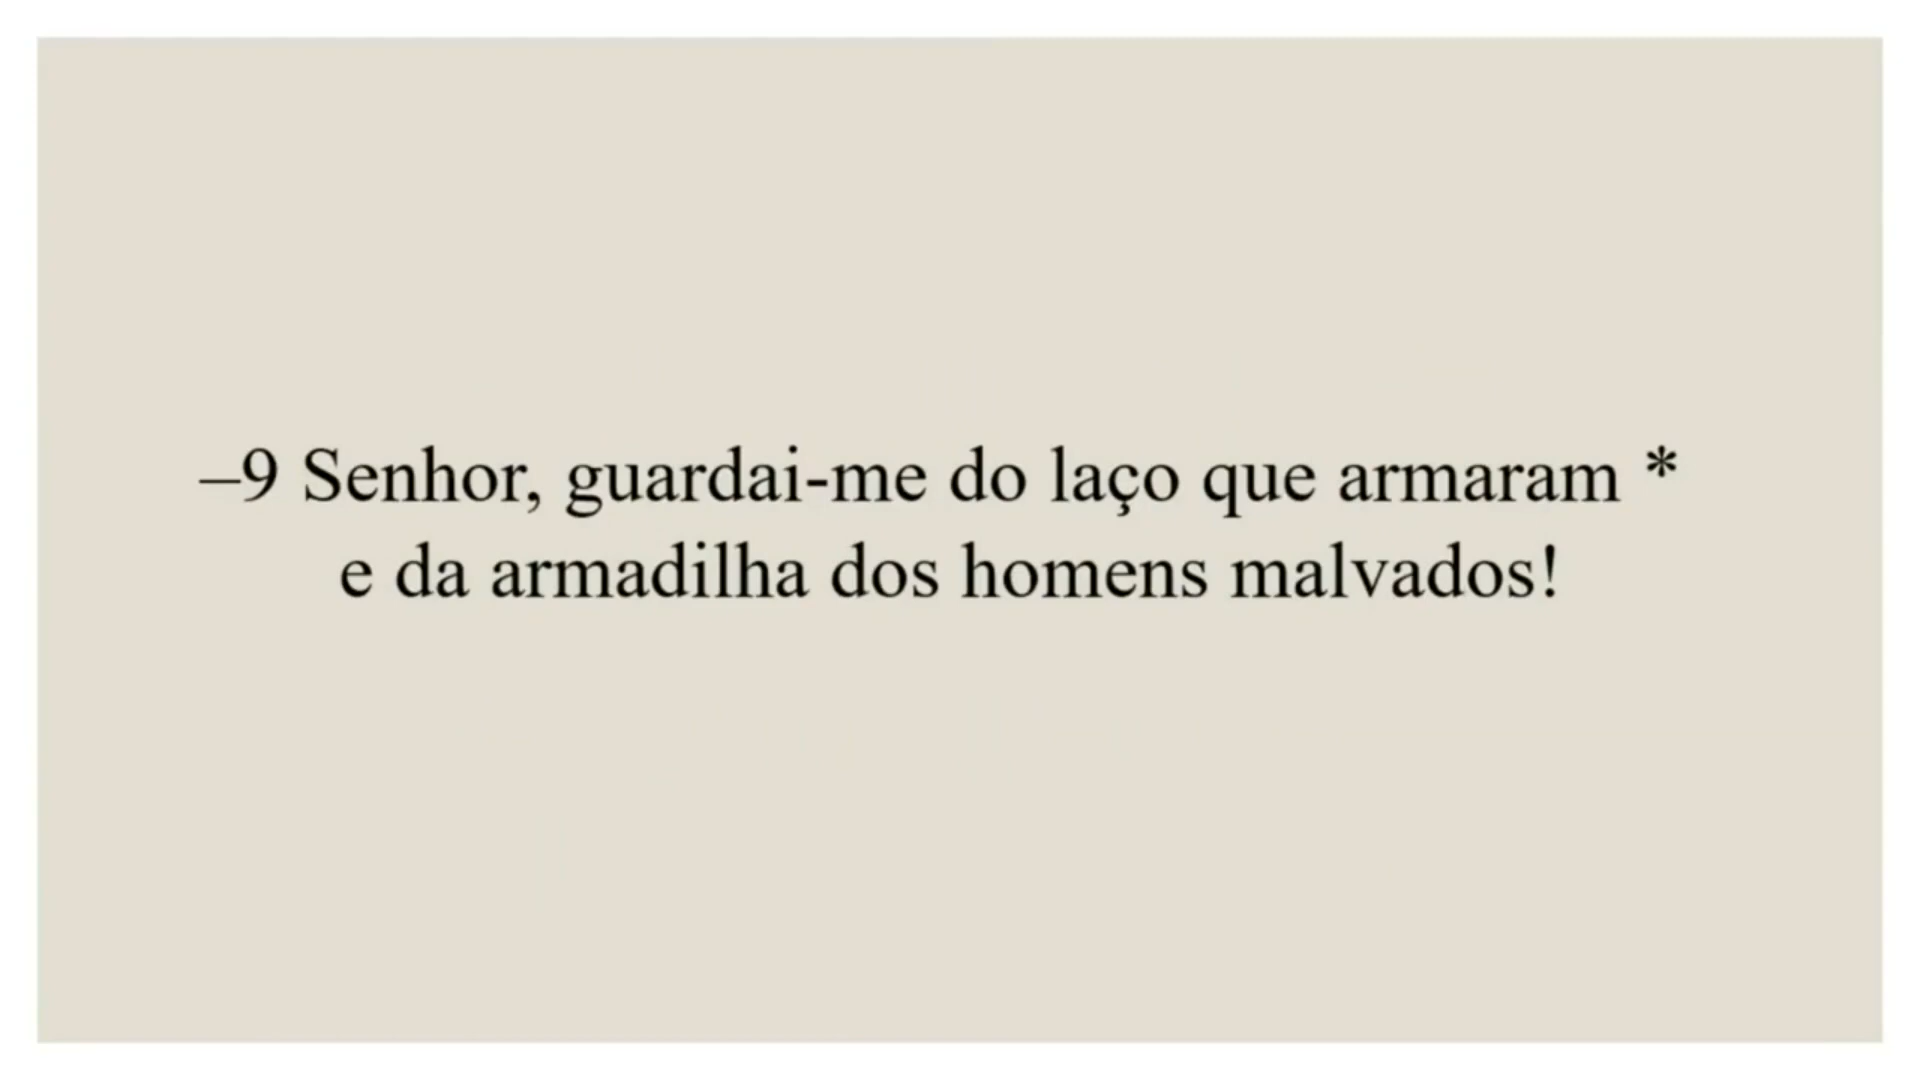 –9 Senhor, guardai-me do laço que armaram *
e da armadilha dos homens malvados!